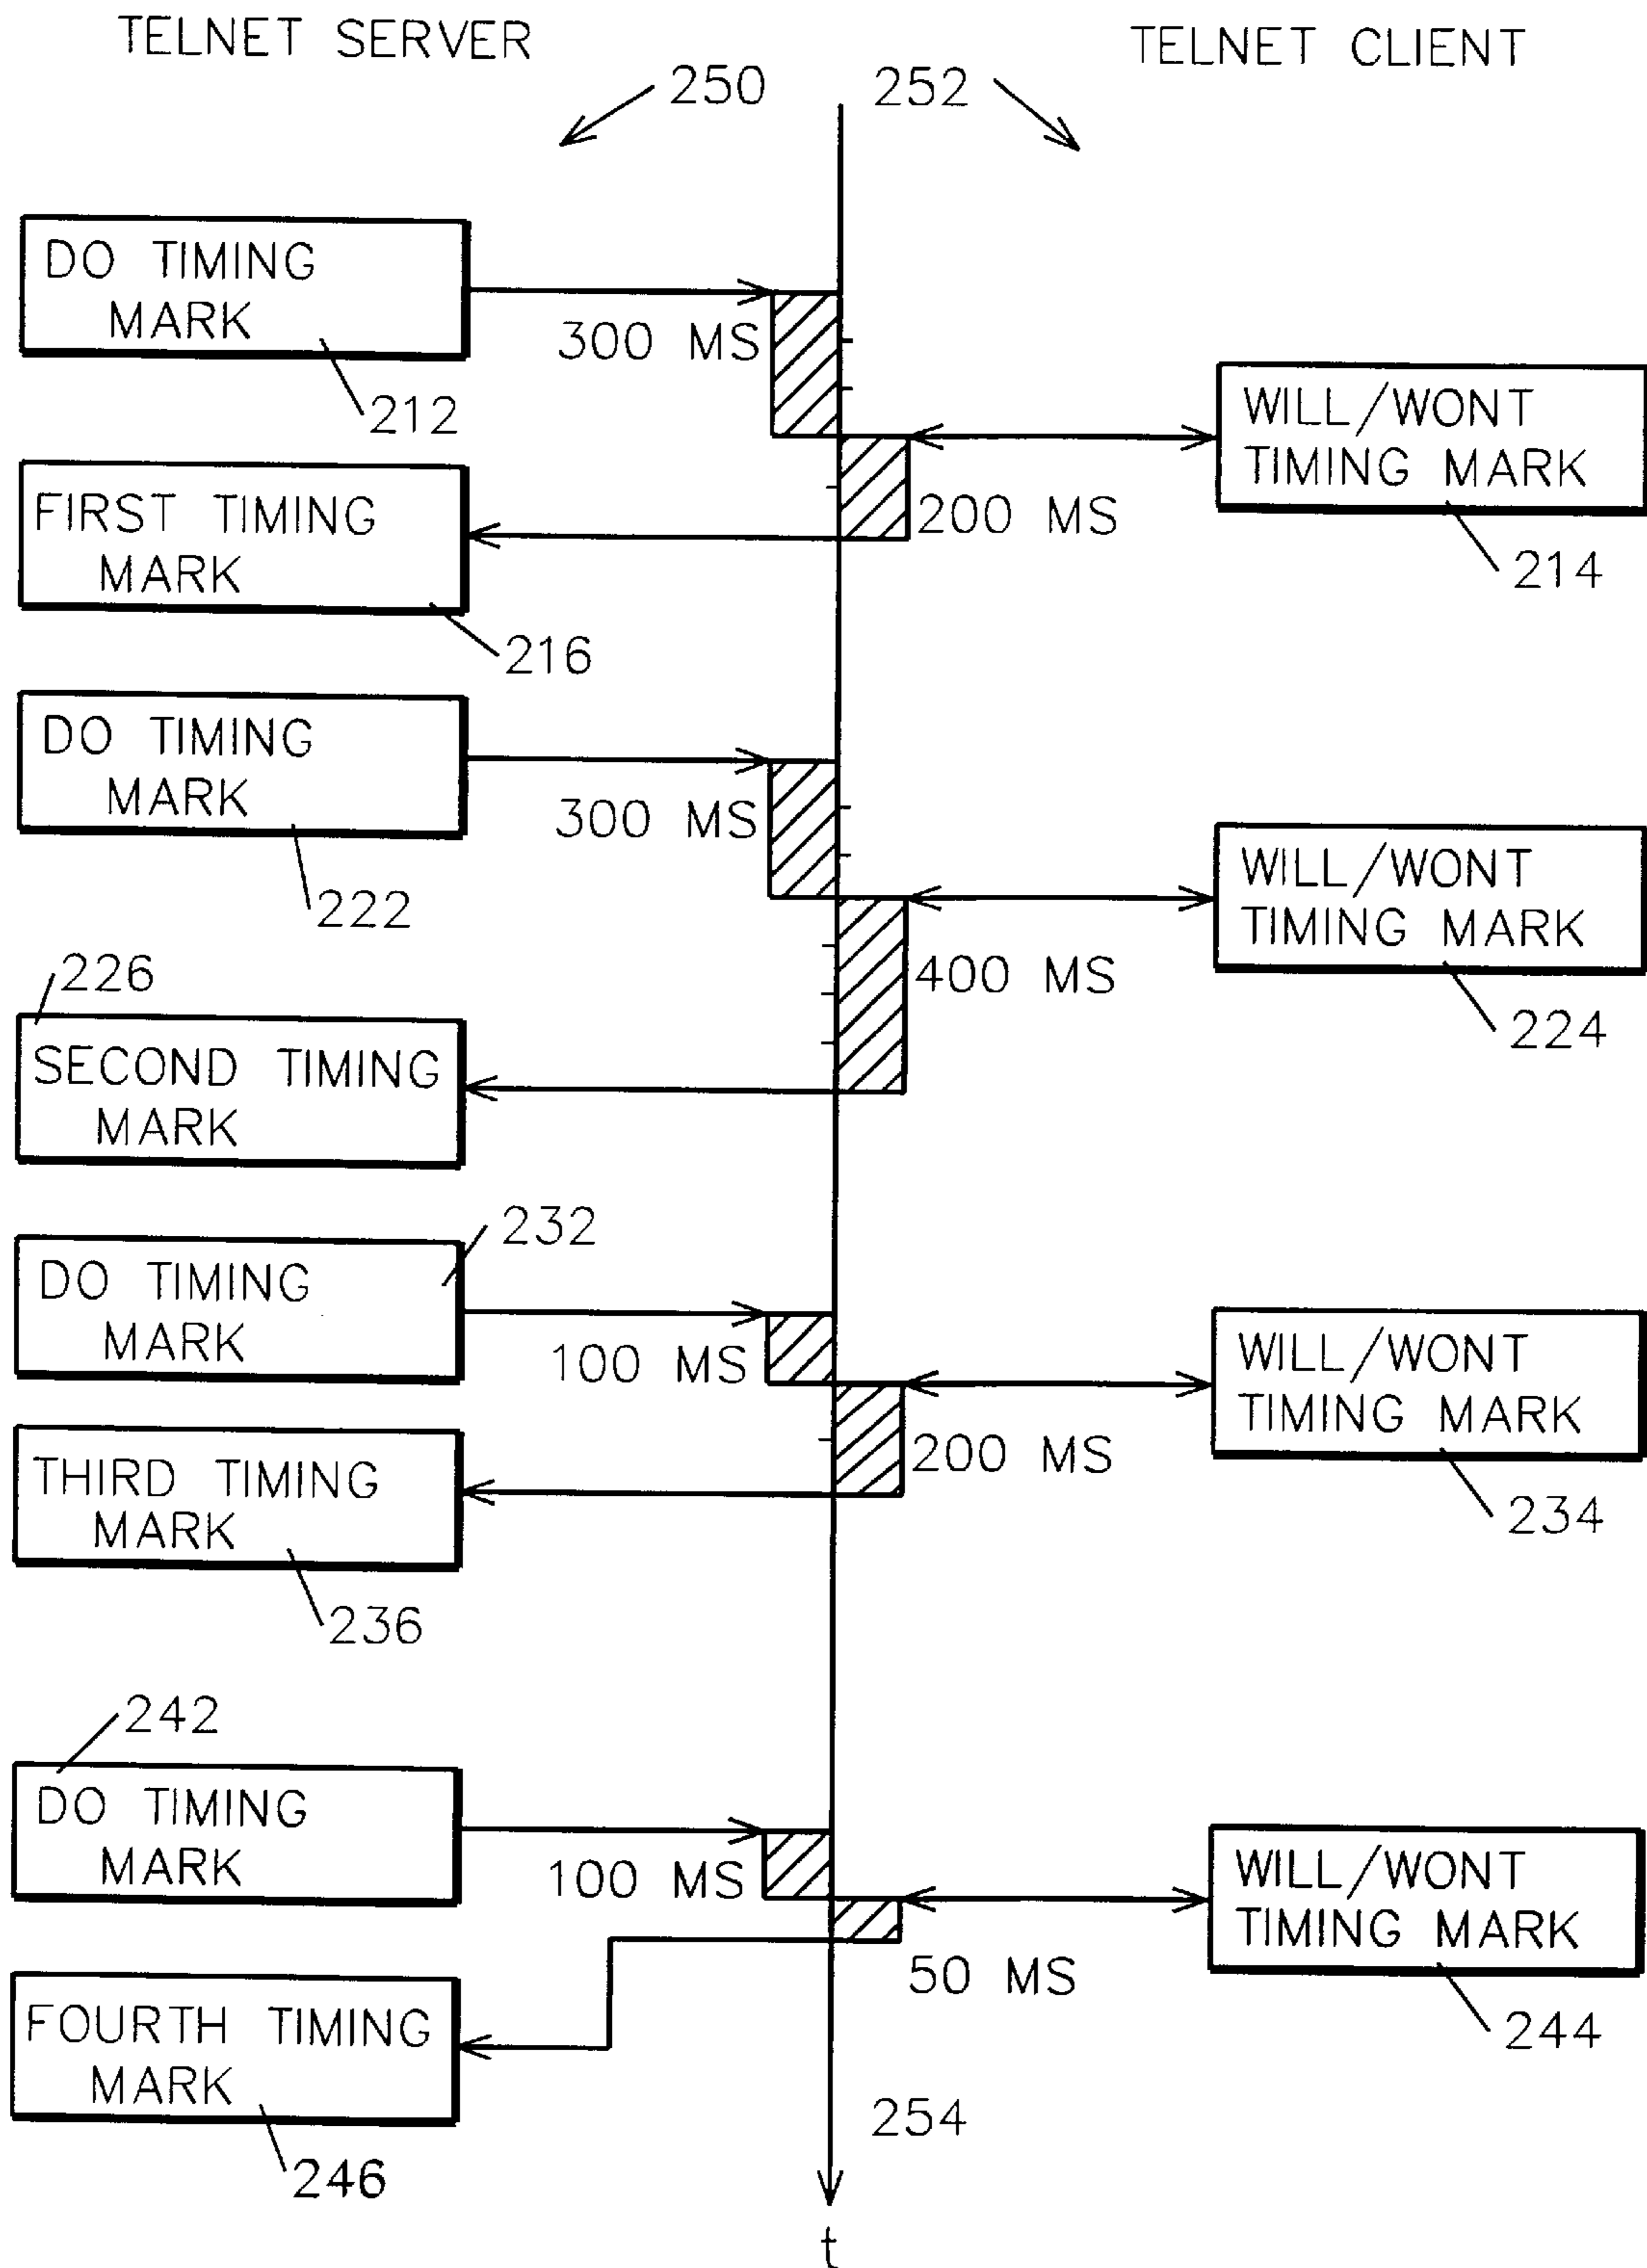 TELNET SERVER
TELNET CLIENT
250
252
DO TIMING
MARK
300 MS
212
WILL/WONT
TIMING MARK
FIRST TIMING
MARK
200 MS
214
216
DO TIMING
MARK
300 MS
222
WILL/WONT
TIMING MARK
226
400 MS
224
SECOND TIMING
MARK
232
DO TIMING
MARK
100 MS
WILL/WONT
TIMING MARK
THIRD TIMING
MARK
200 MS
234
236
242
DO TIMING
MARK
100 MS
WILL/WONT
TIMING MARK
50 MS
244
FOURTH TIMING
MARK
254
246
t